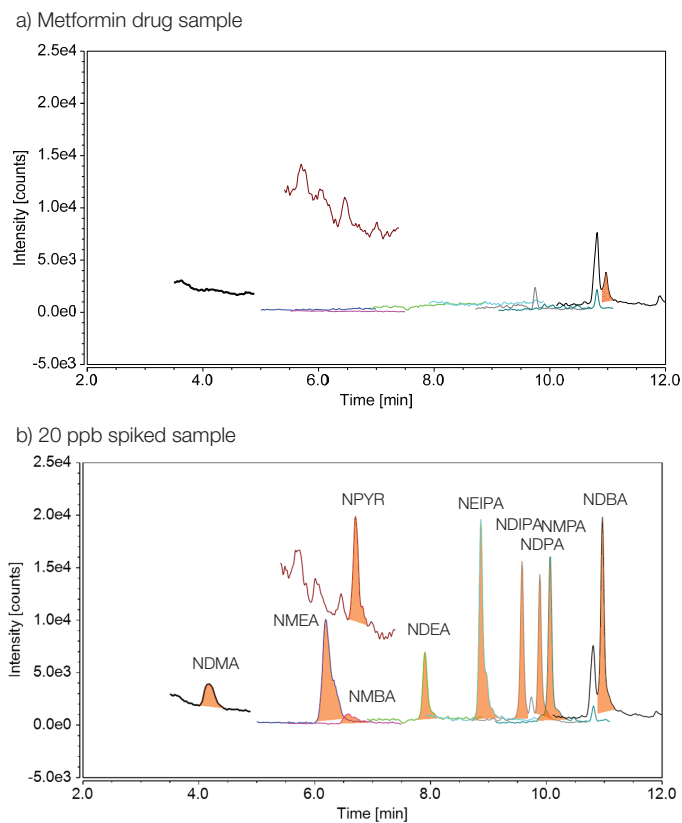 a) Metformin drug sample
2.5e4
2.0e4
1.5e4
1.0e4
5.0e3
0.0e0
-5.0e3
Intensity [counts]
2.0 4.0 6.0 8.0 10.0 12.0
Time [min]
b) 20 ppb spiked sample
2.5e4
2.0e4
1.5e4
1.0e4
5.0e3
0.0e0
-5.0e3
Intensity [counts]
NPYR
NEIPA
NDBA
NDIPA NMPA
NDPA
NMEA
NDEA
NDMA
NMBA
2.0 4.0 6.0 8.0 10.0 12.0
Time [min]